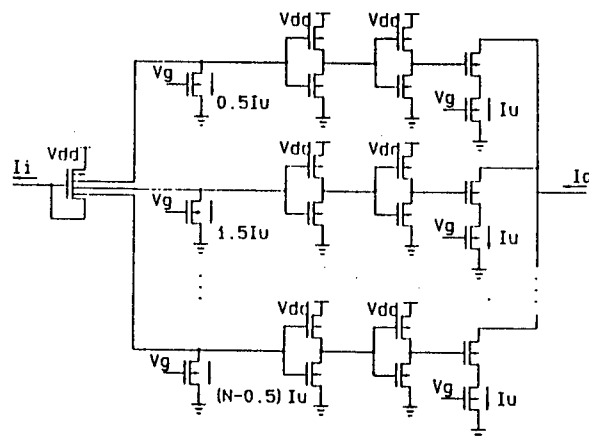 Vdd Vdd
Vg 0.5Iu Vg Iu
Vdd Vdd
Ii Vdd
Io
Vg 1.5Iu Vg Iu
Vdd Vdd
Vg (N-0.5) Iu Vg Iu